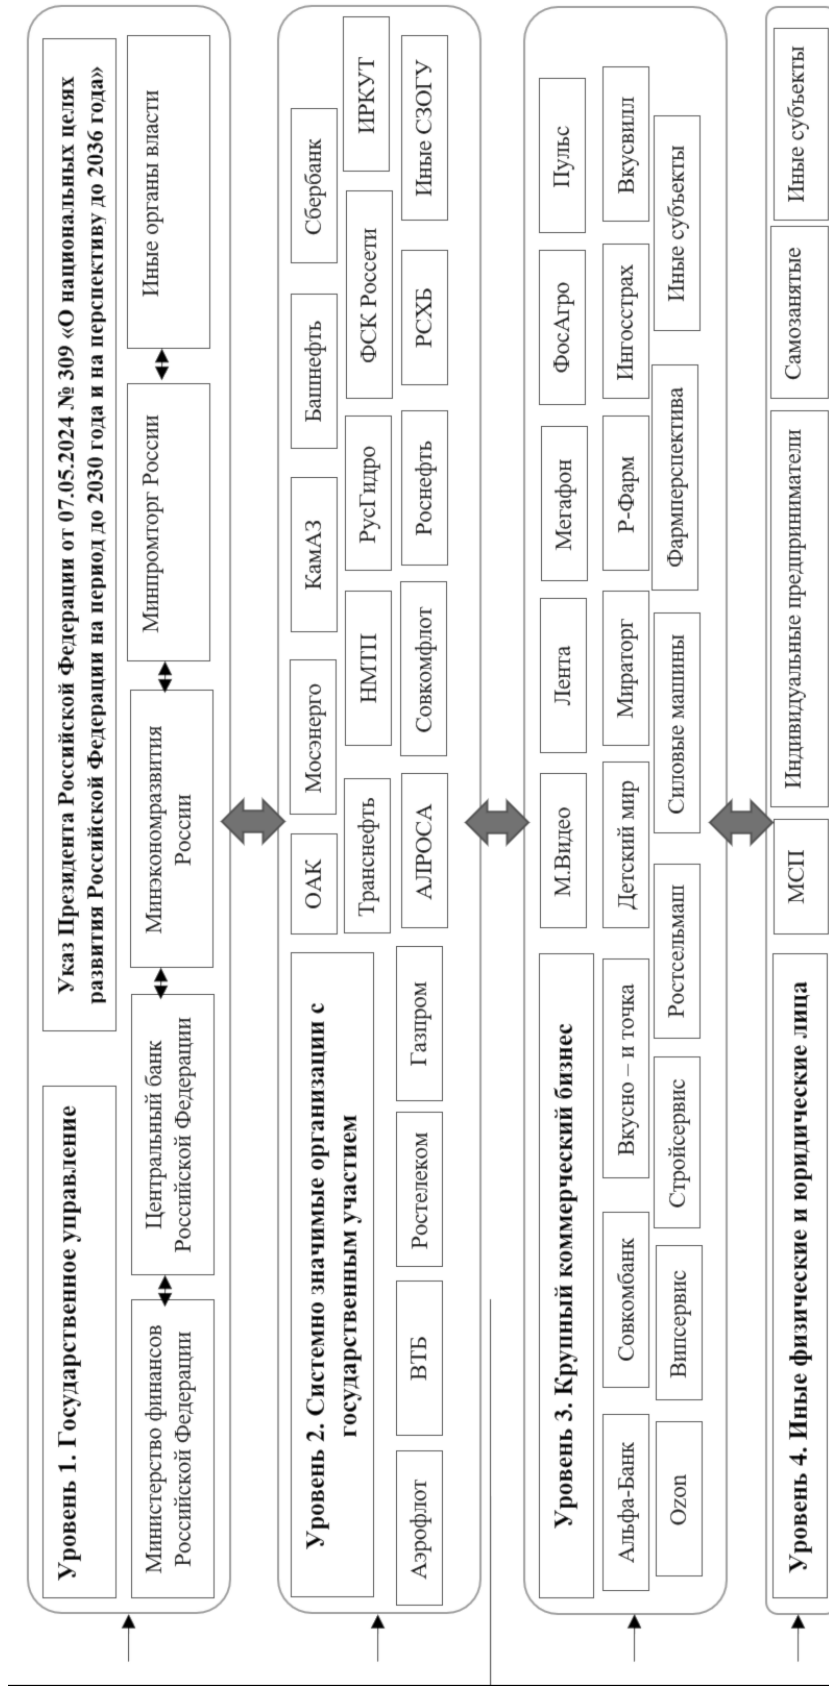 Уровень 1. Государственное управление
Указ Президента Российской Федерации от 07.05.2024 № 309 «О национальных целях
развития Российской Федерации на период до 2030 года и на перспективу до 2036 года»
Министерство финансов
Российской Федерации
Центральный банк
Российской Федерации
Минэкономразвития
России
Минпромторг России
Иные органы власти
Уровень 2. Системно значимые организации с
государственным участием
ОАК
Мосэнерго
КамАЗ
Башнефть
Сбербанк
Транснефть
НМТП
РусГидро
ФСК Россети
ИРКУТ
Аэрофлот
ВТБ
Ростелеком
Газпром
АЛРОСА
Совкомфлот
Роснефть
РСХБ
Иные СЗОГУ
Уровень 3. Крупный коммерческий бизнес
М.Видео
Лента
Мегафон
ФосАгро
Пульс
Альфа-Банк
Совкомбанк
Вкусно – и точка
Детский мир
Мираторг
Р-Фарм
Ингосстрах
Вкусвилл
Ozon
Випсервис
Стройсервис
Ростсельмаш
Силовые машины
Фармперспектива
Иные субъекты
Уровень 4. Иные физические и юридические лица
МСП
Индивидуальные предприниматели
Самозанятые
Иные субъекты